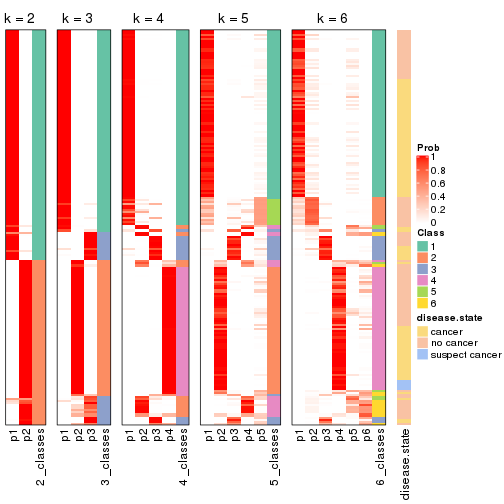 k = 2
k = 3
k = 4
k = 5
k = 6
Prob
1
0.8
0.6
0.4
0.2
0
Class
1
2
3
4
5
6
disease.state
cancer
no cancer
suspect cancer
p1
p2
2_classes
p1
p2
p3
3_classes
p1
p2
p3
p4
4_classes
p1
p2
p3
p4
p5
5_classes
p1
p2
p3
p4
p5
p6
6_classes
disease.state